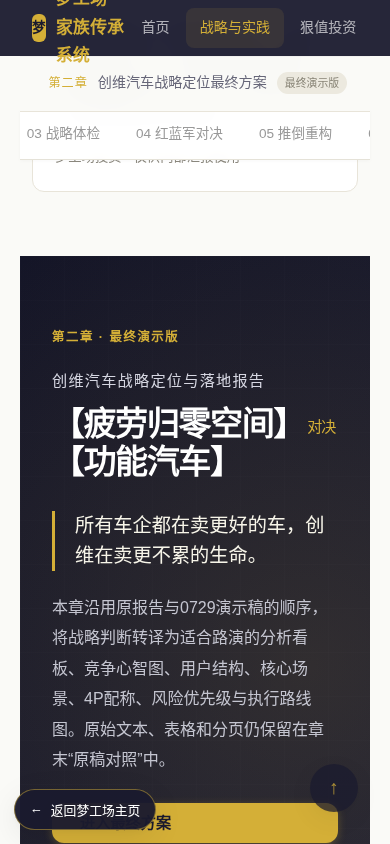 梦
梦工场
家族传承
系统
首页
战略与实践
狠值投资
第二章 创维汽车战略定位最终方案 最终演示版
03 战略体检
04 红蓝军对决
05 推倒重构
第二章 · 最终演示版
创维汽车战略定位与落地报告
【疲劳归零空间】 对决
【功能汽车】
所有车企都在卖更好的车，创
维在卖更不累的生命。
本章沿用原报告与0729演示稿的顺序，
将战略判断转译为适合路演的分析看
板、竞争心智图、用户结构、核心场
景、4P配称、风险优先级与执行路线
图。原始文本、表格和分页仍保留在章
末“原稿对照”中。
↑
← 返回梦工场主页
方案